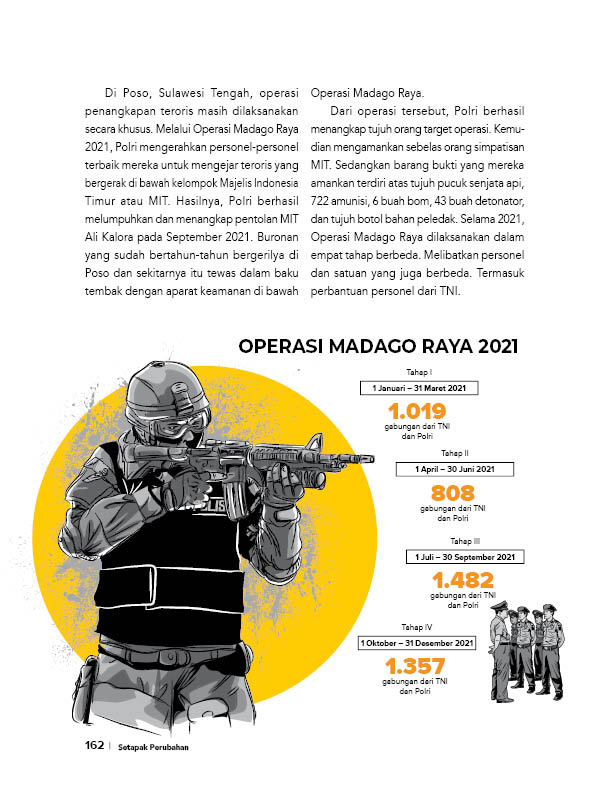 Di Poso, Sulawesi Tengah, operasi
penangkapan teroris masih dilaksanakan
secara khusus. Melalui Operasi Madago Raya
2021, Polri mengerahkan personel-personel
terbaik mereka untuk mengejar teroris yang
bergerak di bawah kelompok Majelis Indonesia
Timur atau MIT. Hasilnya, Polri berhasil
melumpuhkan dan menangkap pentolan MIT
Ali Kalora pada September 2021. Buronan
yang sudah bertahun-tahun bergerilya di
Poso dan sekitarnya itu tewas dalam baku
tembak dengan aparat keamanan di bawah
Operasi Madago Raya.
Dari operasi tersebut, Polri berhasil
menangkap tujuh orang target operasi. Kemu-
dian mengamankan sebelas orang simpatisan
MIT. Sedangkan barang bukti yang mereka
amankan terdiri atas tujuh pucuk senjata api,
722 amunisi, 6 buah bom, 43 buah detonator,
dan tujuh botol bahan peledak. Selama 2021,
Operasi Madago Raya dilaksanakan dalam
empat tahap berbeda. Melibatkan personel
dan satuan yang juga berbeda. Termasuk
perbantuan personel dari TNI.
OPERASI MADAGO RAYA 2021
Tahap I
1 Januari – 31 Maret 2021
1.019
gabungan dari TNI
dan Polri
Tahap II
1 April – 30 Juni 2021
808
gabungan dari TNI
dan Polri
Tahap III
1 Juli – 30 September 2021
1.482
gabungan dari TNI
dan Polri
Tahap IV
1 Oktober – 31 Desember 2021
1.357
gabungan dari TNI
dan Polri
162 | Setapak Perubahan